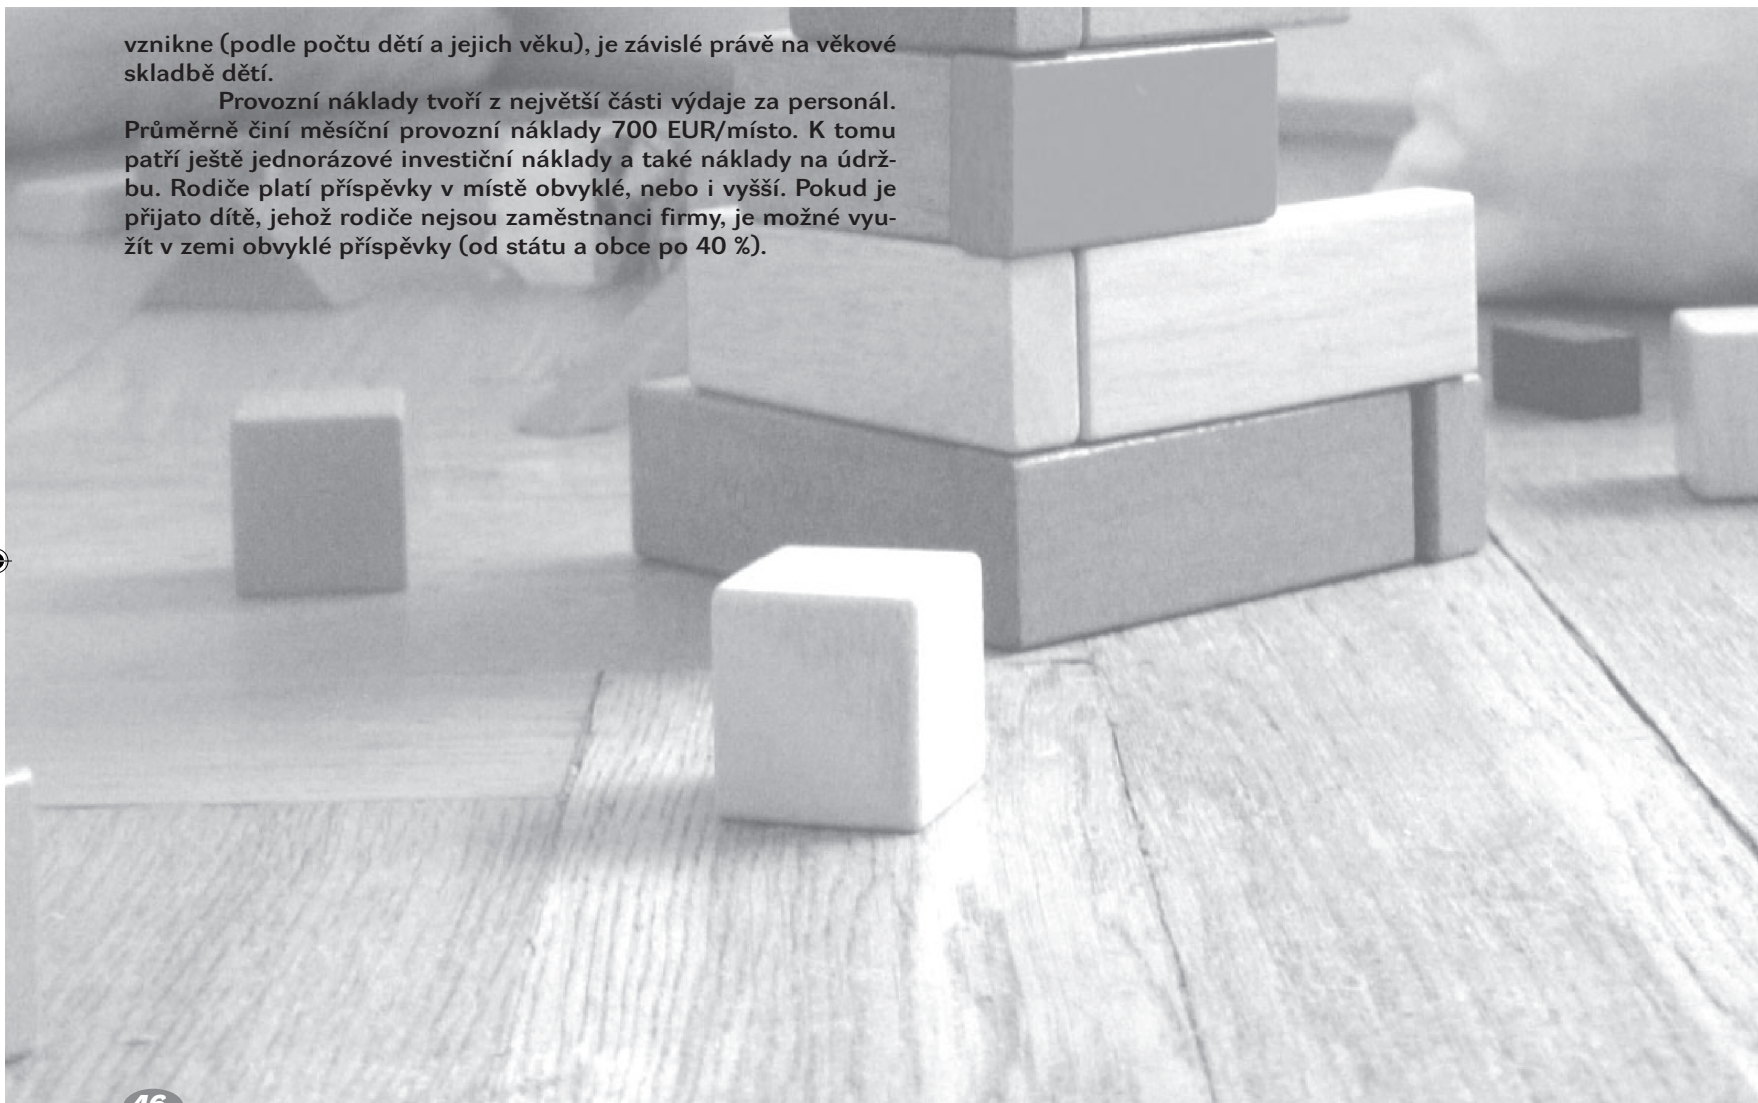 vznikne (podle počtu dětí a jejich věku), je závislé právě na věkové
skladbě dětí.
Provozní náklady tvoří z největší části výdaje za personál.
Průměrně činí měsíční provozní náklady 700 EUR/místo. K tomu
patří ještě jednorázové investiční náklady a také náklady na údrž-
bu. Rodiče platí příspěvky v místě obvyklé, nebo i vyšší. Pokud je
přijato dítě, jehož rodiče nejsou zaměstnanci firmy, je možné vyu-
žít v zemi obvyklé příspěvky (od státu a obce po 40 %).
46